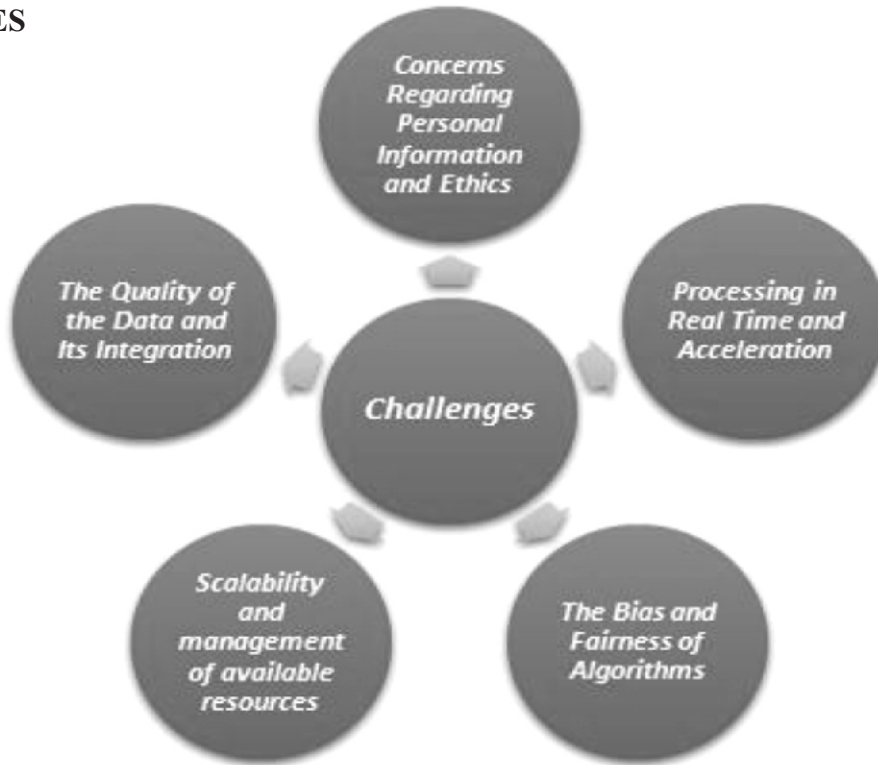 ES
Concerns
Regarding
Personal
Information
and Ethics
The Quality of
the Data and
Its Integration
Processing in
Real Time and
Acceleration
Challenges
Scalability
and
management
of available
resources
The Bias and
Fairness of
Algorithms